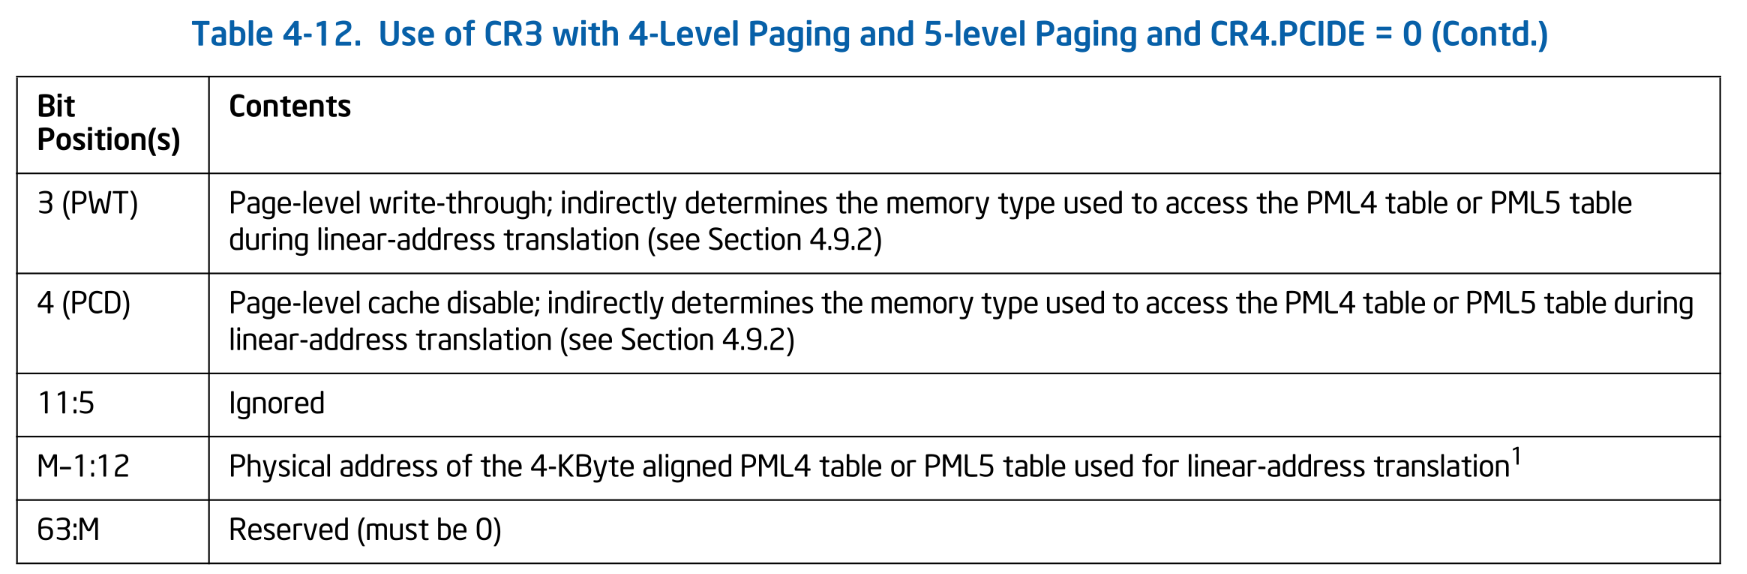 Table 4-12. Use of CR3 with 4-Level Paging and 5-level Paging and CR4.PCIDE = 0 (Contd.)
Bit
Position(s)
Contents
3 (PWT)
Page-level write-through; indirectly determines the memory type used to access the PML4 table or PML5 table
during linear-address translation (see Section 4.9.2)
4 (PCD)
Page-level cache disable; indirectly determines the memory type used to access the PML4 table or PML5 table during
linear-address translation (see Section 4.9.2)
11:5
Ignored
M–1:12
Physical address of the 4-KByte aligned PML4 table or PML5 table used for linear-address translation¹
63:M
Reserved (must be 0)